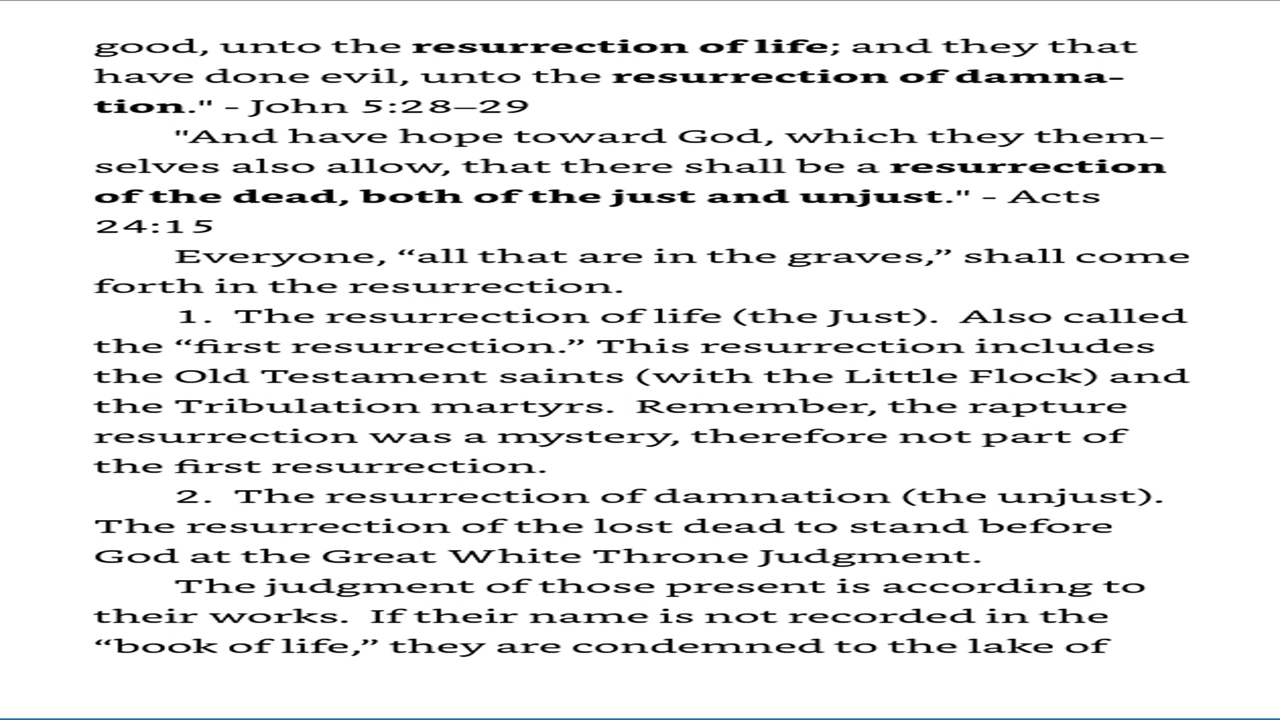 good, unto the resurrection of life; and they that
have done evil, unto the resurrection of damna-
tion." - John 5:28–29
"And have hope toward God, which they them-
selves also allow, that there shall be a resurrection
of the dead, both of the just and unjust." - Acts
24:15
Everyone, “all that are in the graves,” shall come
forth in the resurrection.
1. The resurrection of life (the Just). Also called
the “first resurrection.” This resurrection includes
the Old Testament saints (with the Little Flock) and
the Tribulation martyrs. Remember, the rapture
resurrection was a mystery, therefore not part of
the first resurrection.
2. The resurrection of damnation (the unjust).
The resurrection of the lost dead to stand before
God at the Great White Throne Judgment.
The judgment of those present is according to
their works. If their name is not recorded in the
“book of life,” they are condemned to the lake of